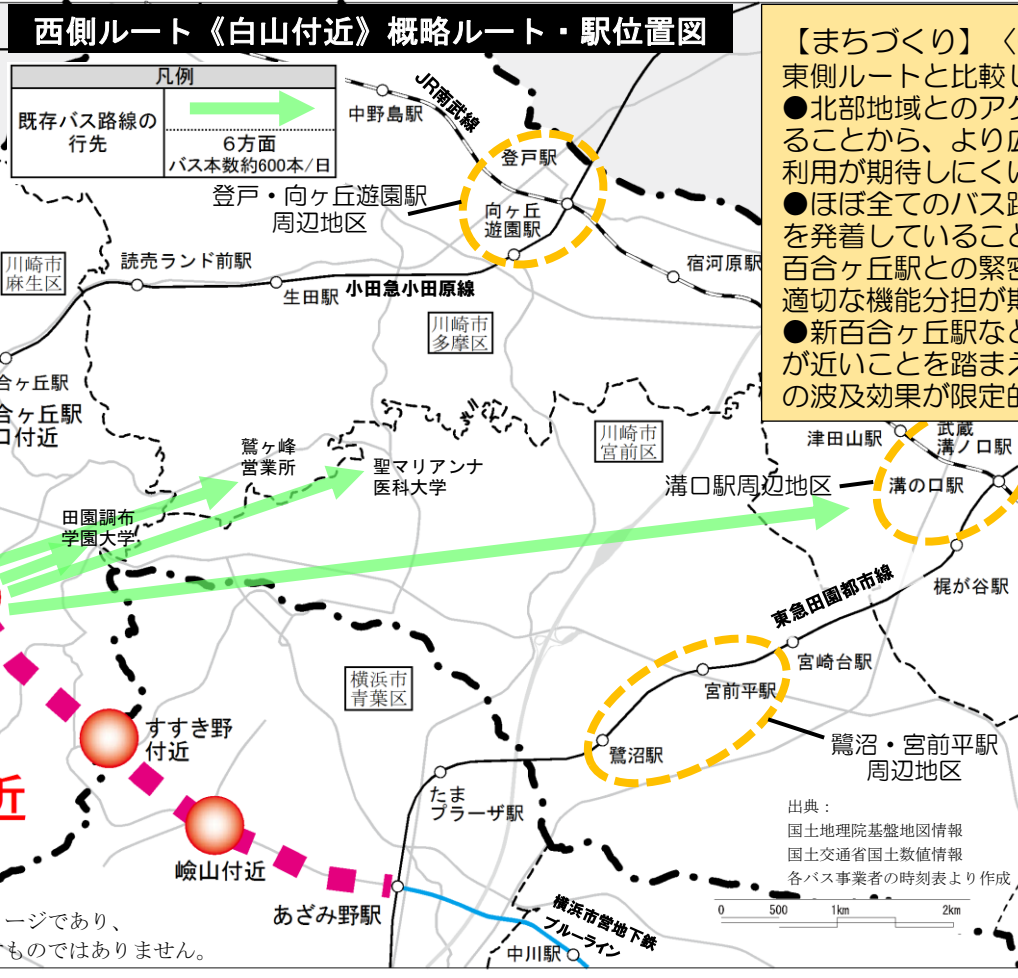 西側ルート《白山付近》概略ルート・駅位置図
凡例
既存バス路線の
行先
6方面
バス本数約600本/日
【まちづくり】〈
東側ルートと比較し
●北部地域とのアク
ることから、より広
利用が期待しにくい
●ほぼ全てのバス路
を発着していること
百合ヶ丘駅との緊密
適切な機能分担が期
●新百合ヶ丘駅など
が近いことを踏まえ
の波及効果が限定的
中野島駅
JR南武線
登戸駅
登戸・向ヶ丘遊園駅
周辺地区
向ヶ丘
遊園駅
宿河原駅
川崎市
麻生区
読売ランド前駅
生田駅
小田急小田原線
川崎市
多摩区
合ヶ丘駅
合ヶ丘駅
口付近
川崎市
宮前区
津田山駅
武蔵
溝ノ口駅
鷲ヶ峰
営業所
聖マリアンナ
医科大学
溝口駅周辺地区
溝の口駅
田園調布
学園大学
梶が谷駅
東急田園都市線
宮崎台駅
宮前平駅
横浜市
青葉区
すすき野
付近
鷺沼駅
鷺沼・宮前平駅
周辺地区
近
たま
プラーザ駅
出典：
国土地理院基盤地図情報
国土交通省国土数値情報
各バス事業者の時刻表より作成
嶮山付近
あざみ野駅
0 500 1km 2km
横浜市営地下鉄
ブルーライン
中川駅
ージであり、
すものではありません。